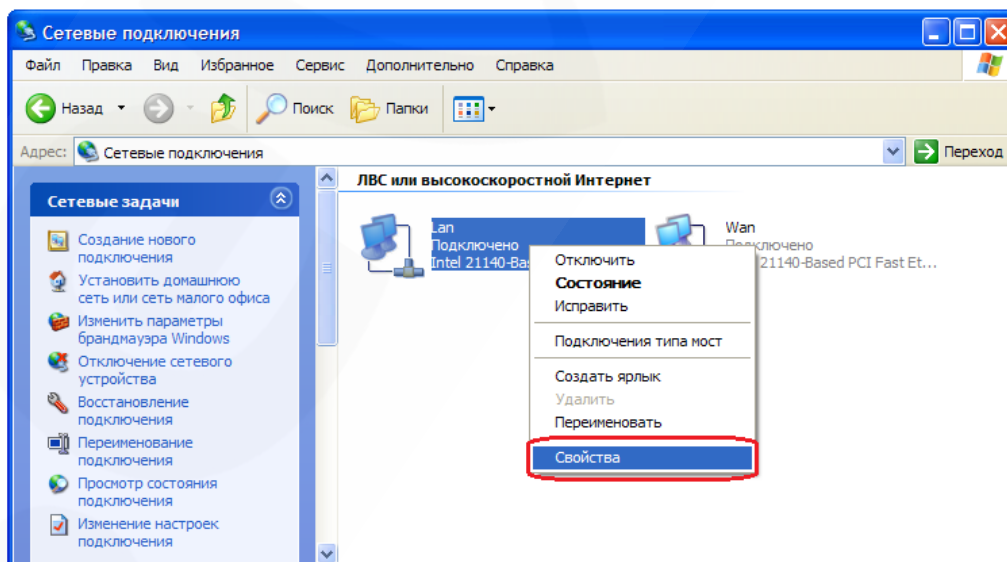 Сетевые подключения
Файл Правка Вид Избранное Сервис Дополнительно Справка
Назад Поиск Папки
Адрес: Сетевые подключения Переход
Сетевые задачи
Создание нового
подключения
Установить домашнюю
сеть или сеть малого офиса
Изменить параметры
брандмауэра Windows
Отключение сетевого
устройства
Восстановление
подключения
Переименование
подключения
Просмотр состояния
подключения
Изменение настроек
подключения
ЛВС или высокоскоростной Интернет
Lan
Подключено
Intel 21140-Ba
Wan
Подключено
21140-Based PCI Fast Et...
Отключить
Состояние
Исправить
Подключения типа мост
Создать ярлык
Удалить
Переименовать
Свойства